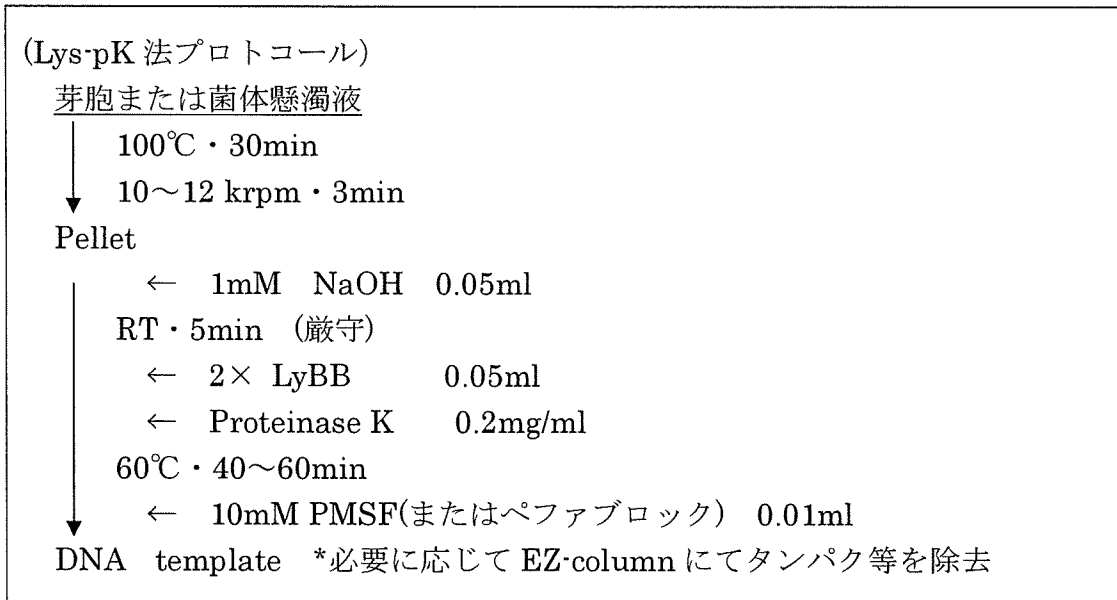 (Lys-pK 法プロトコール)
芽胞または菌体懸濁液
100℃・30min
10～12 krpm・3min
Pellet
← 1mM NaOH 0.05ml
RT・5min (厳守)
← 2× LyBB 0.05ml
← Proteinase K 0.2mg/ml
60℃・40～60min
← 10mM PMSF(またはペファブロック) 0.01ml
DNA template *必要に応じて EZ-column にてタンパク等を除去